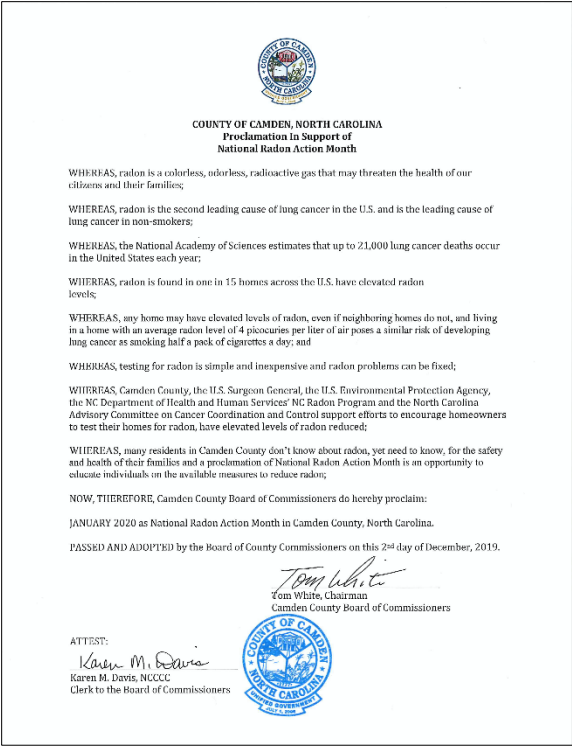 COUNTY OF CAMDEN
NORTH CAROLINA
COUNTY OF CAMDEN, NORTH CAROLINA
Proclamation In Support of
National Radon Action Month
WHEREAS, radon is a colorless, odorless, radioactive gas that may threaten the health of our
citizens and their families;
WHEREAS, radon is the second leading cause of lung cancer in the U.S. and is the leading cause of
lung cancer in non-smokers;
WHEREAS, the National Academy of Sciences estimates that up to 21,000 lung cancer deaths occur
in the United States each year;
WHEREAS, radon is found in one in 15 homes across the U.S. have elevated radon
levels;
WHEREAS, any home may have elevated levels of radon, even if neighboring homes do not, and living
in a home with an average radon level of 4 picocuries per liter of air poses a similar risk of developing
lung cancer as smoking half a pack of cigarettes a day; and
WHEREAS, testing for radon is simple and inexpensive and radon problems can be fixed;
WHEREAS, Camden County, the U.S. Surgeon General, the U.S. Environmental Protection Agency,
the NC Department of Health and Human Services' NC Radon Program and the North Carolina
Advisory Committee on Cancer Coordination and Control support efforts to encourage homeowners
to test their homes for radon, have elevated levels of radon reduced;
WHEREAS, many residents in Camden County don't know about radon, yet need to know, for the safety
and health of their families and a proclamation of National Radon Action Month is an opportunity to
educate individuals on the available measures to reduce radon;
NOW, THEREFORE, Camden County Board of Commissioners do hereby proclaim:
JANUARY 2020 as National Radon Action Month in Camden County, North Carolina.
PASSED AND ADOPTED by the Board of County Commissioners on this 2nd day of December, 2019.
Tom White
Tom White, Chairman
Camden County Board of Commissioners
COUNTY OF CAMDEN
NORTH CAROLINA
UNIFIED GOVERNMENT
JULY 1, 2006
ATTEST:
Karen M. Davis
Karen M. Davis, NCCCC
Clerk to the Board of Commissioners